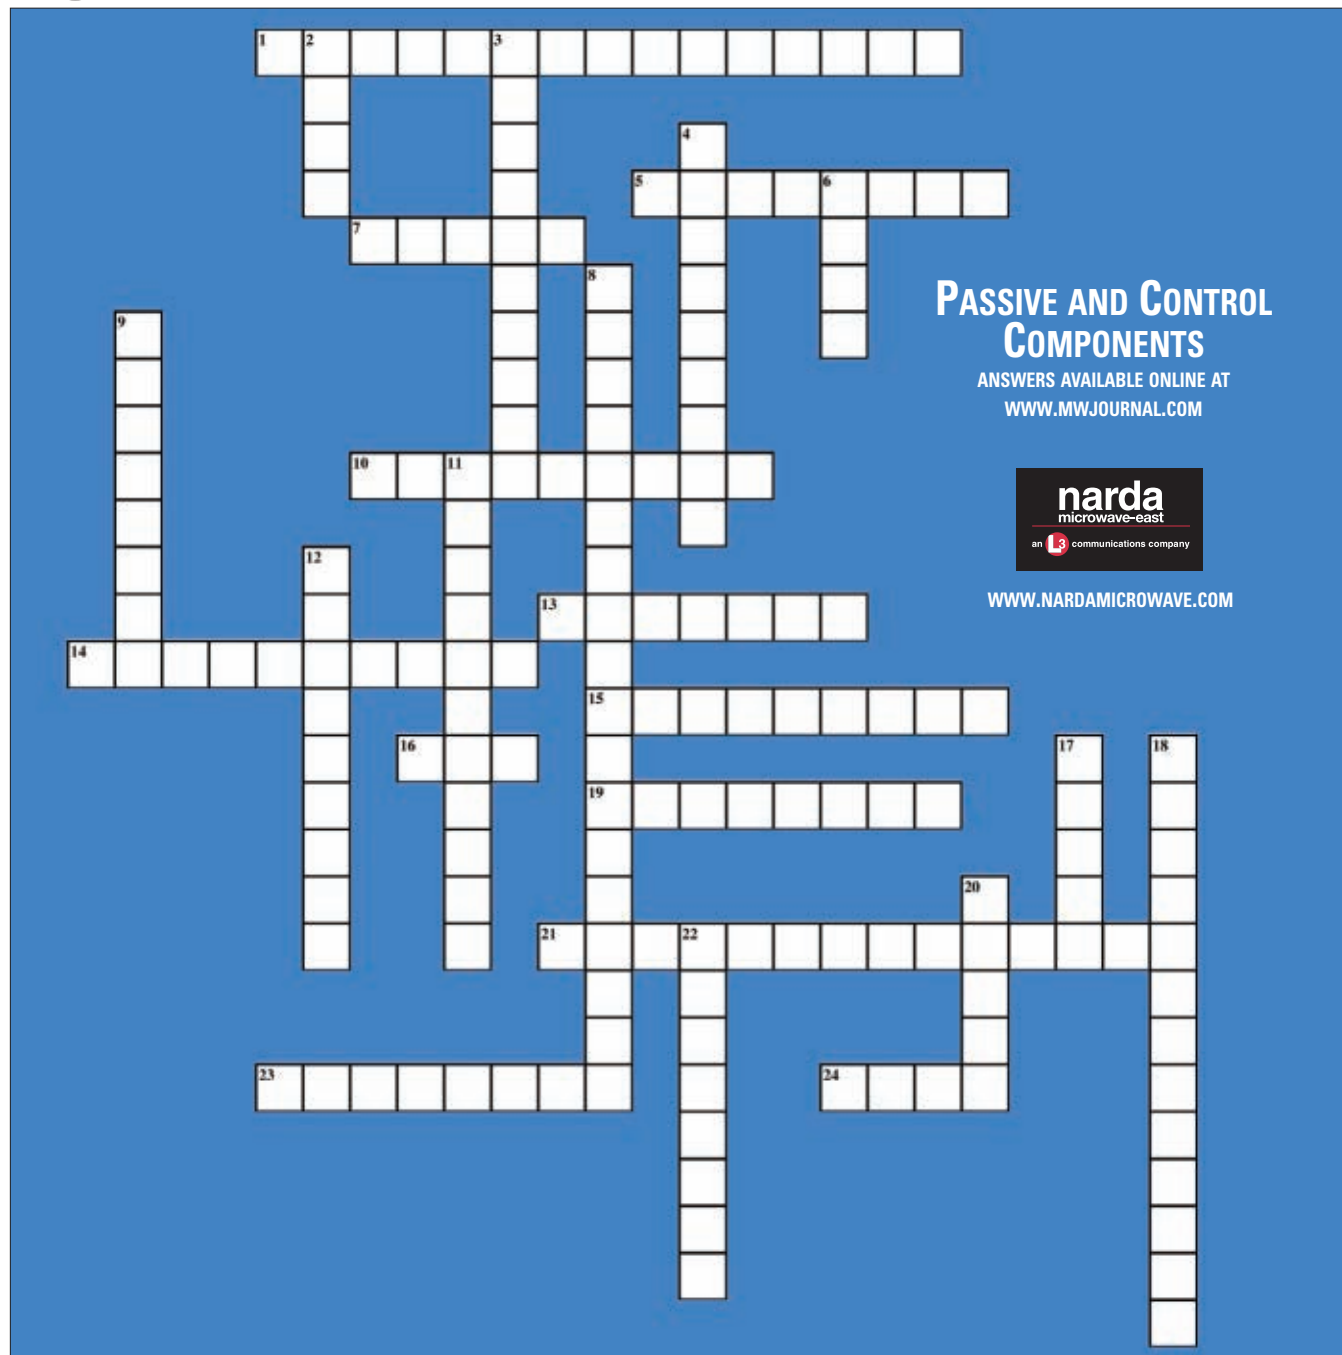 1 2 3
4
5 6
7
8
PASSIVE AND CONTROL
COMPONENTS
9
ANSWERS AVAILABLE ONLINE AT
WWW.MWJOURNAL.COM
10 11
narda
microwave-east
an L3 communications company
12
13
WWW.NARDAMICROWAVE.COM
14
15
16 17 18
19
20
21 22
23 24